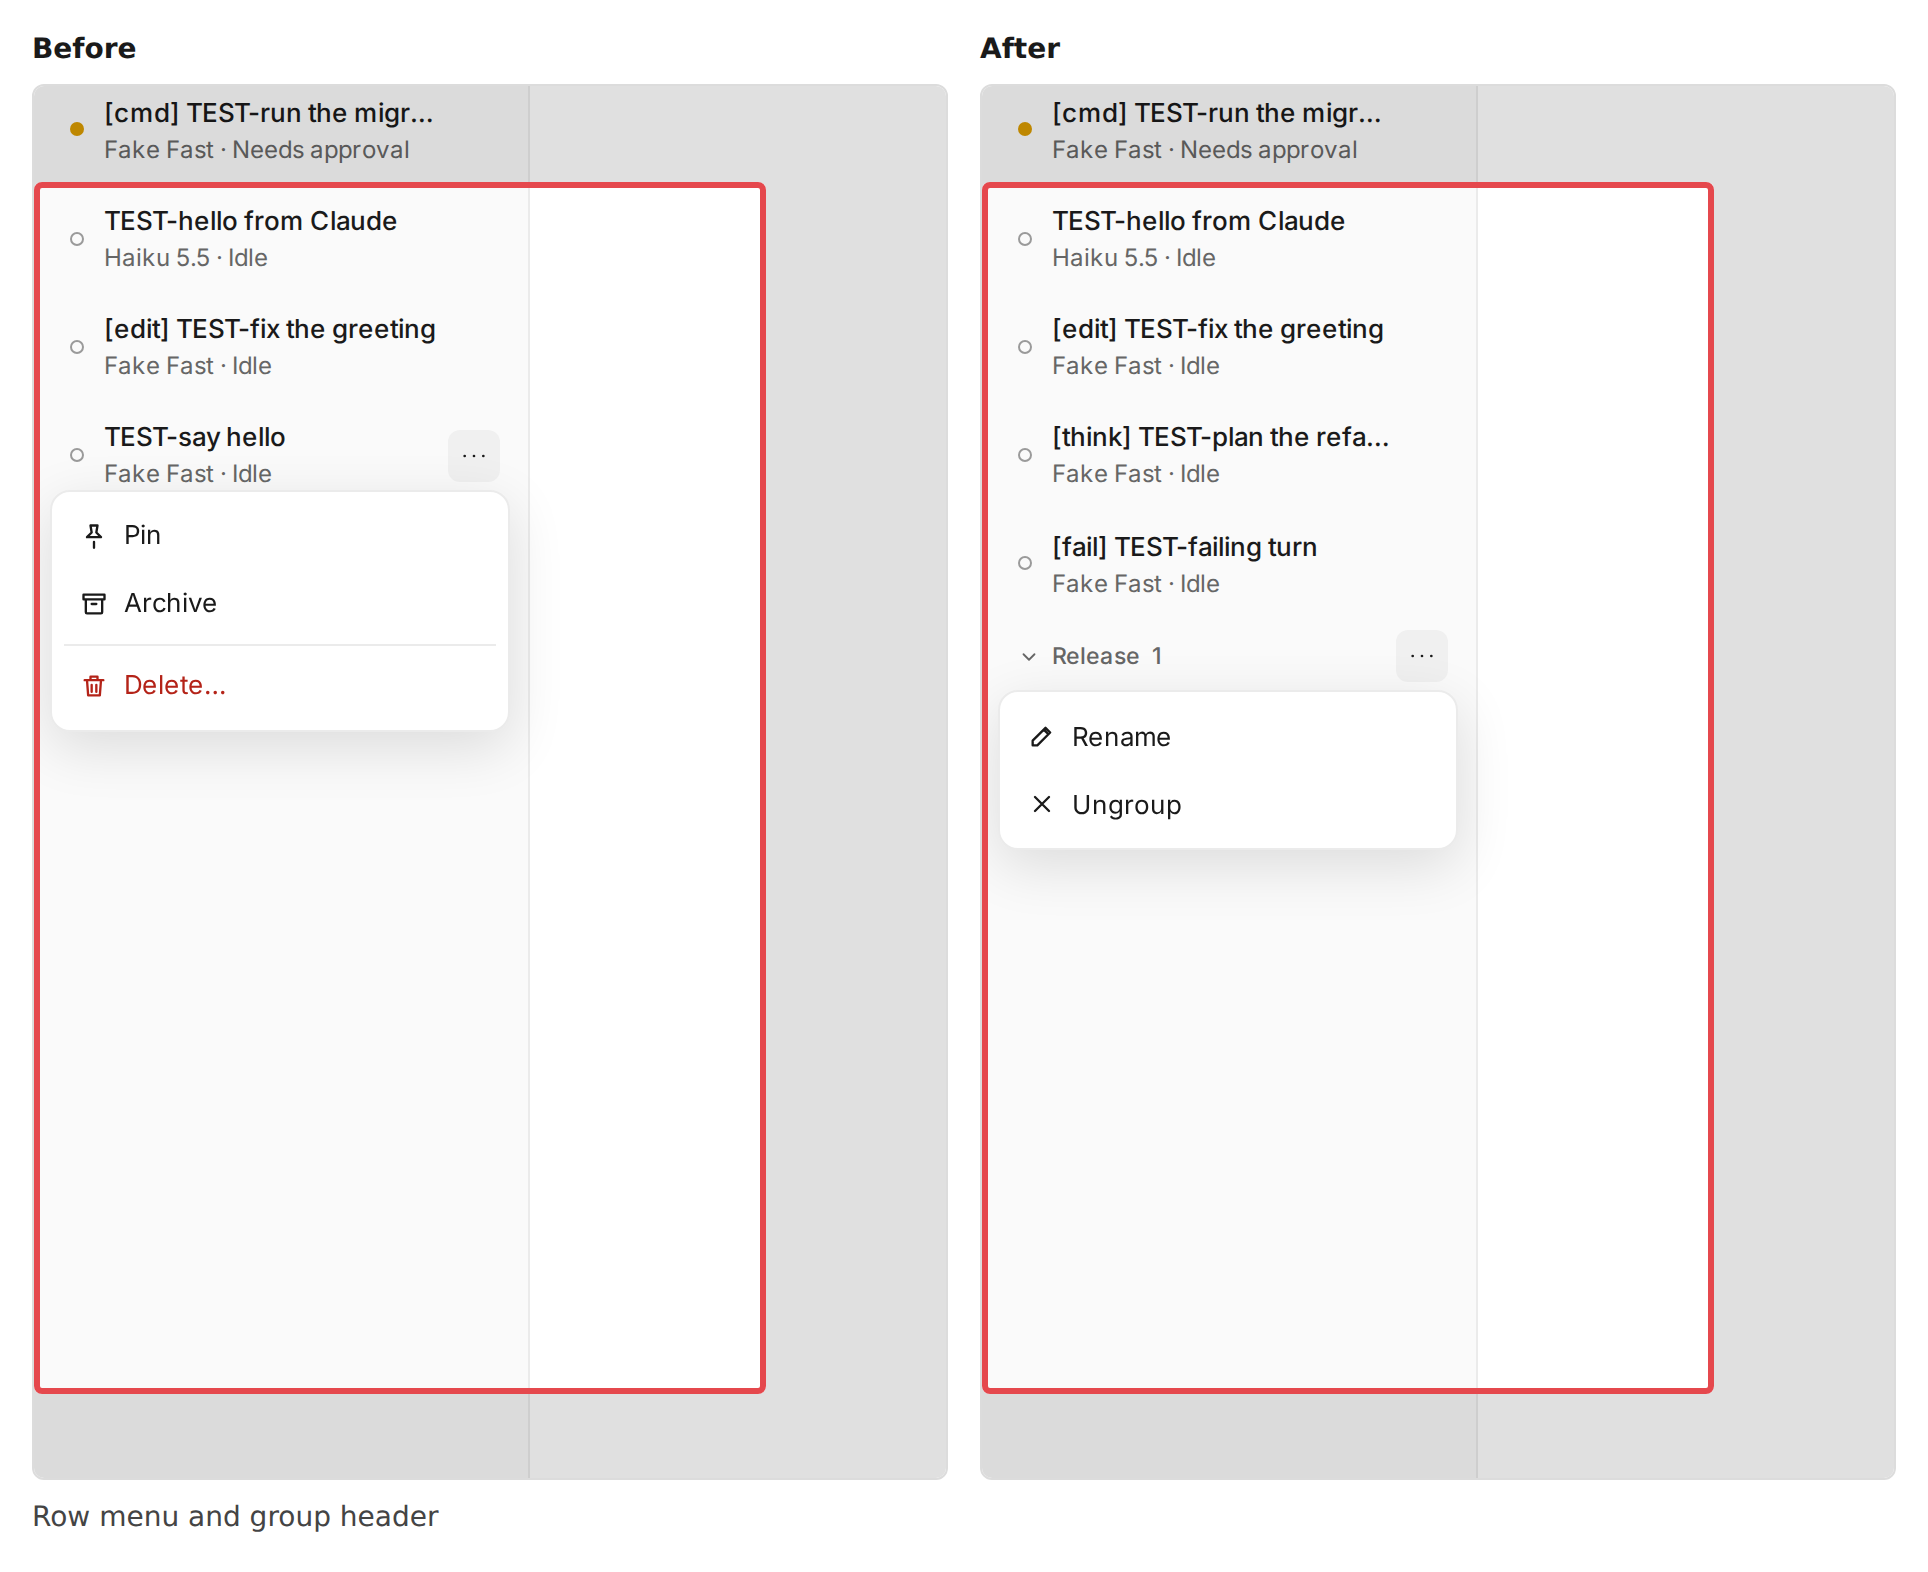 Before
[cmd] TEST-run the migr...
Fake Fast · Needs approval
TEST-hello from Claude
Haiku 5.5 · Idle
[edit] TEST-fix the greeting
Fake Fast · Idle
TEST-say hello
Fake Fast · Idle
Pin
Archive
Delete...
After
[cmd] TEST-run the migr...
Fake Fast · Needs approval
TEST-hello from Claude
Haiku 5.5 · Idle
[edit] TEST-fix the greeting
Fake Fast · Idle
[think] TEST-plan the refa...
Fake Fast · Idle
[fail] TEST-failing turn
Fake Fast · Idle
Release 1
Rename
Ungroup
Row menu and group header